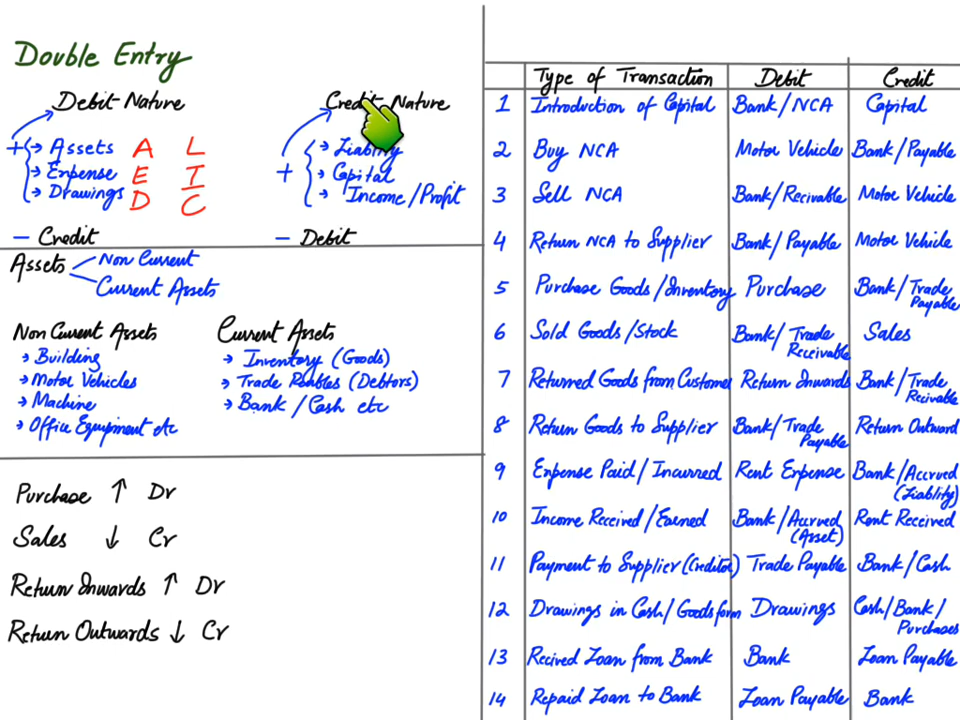 Double Entry
Debit Nature
+ → Assets A L
→ Expense E I
→ Drawings D C
- Credit
Credit Nature
→ Liablity
+ → Capital
→ Income/Profit
- Debit
Assets
Non Current
Current Assets
Non Current Assets
→ Building
→ Motor Vehicles
→ Machine
→ Office Equipment etc
Current Assets
→ Inventory (Goods)
→ Trade Rables (Debtors)
→ Bank/Cash etc
Purchase ↑ Dr
Sales ↓ Cr
Return Inwards ↑ Dr
Return Outwards ↓ Cr
Type of Transaction Debit Credit
1 Introduction of Capital Bank/NCA Capital
2 Buy NCA Motor Vehicle Bank/Payable
3 Sell NCA Bank/Recivable Motor Vehicle
4 Return NCA to Supplier Bank/Payable Motor Vehicle
5 Purchase Goods/Inventory Purchase Bank/Trade
Payable
6 Sold Goods/Stock Bank/Trade Sales
Receivable
7 Returned Goods from Customer Return Inwards Bank/Trade
Recivable
8 Return Goods to Supplier Bank/Trade Return Outward
Payable
9 Expense Paid/Incurred Rent Expense Bank/Accrued
(Liablity)
10 Income Received/Earned Bank/Accrued Rent Received
(Asset)
11 Payment to Supplier (Creditor) Trade Payable Bank/Cash
12 Drawings in Cash/Goods form Drawings Cash/Bank/
Purchases
13 Recived Loan from Bank Bank Loan Payable
14 Repaid Loan to Bank Loan Payable Bank